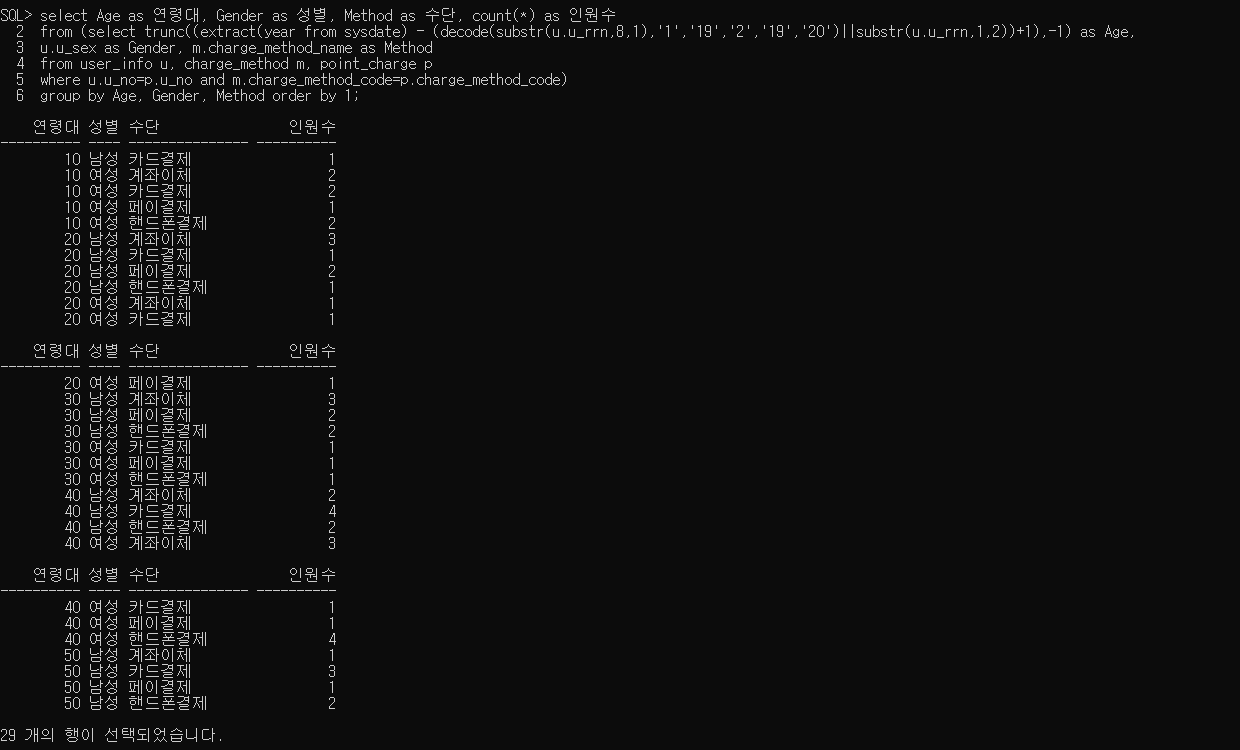 SQL> select Age as 연령대, Gender as 성별, Method as 수단, count(*) as 인원수
  2  from (select trunc((extract(year from sysdate) - (decode(substr(u.u_rrn,8,1),'1','19','2','19','20')||substr(u.u_rrn,1,2))+1),-1) as Age,
  3  u.u_sex as Gender, m.charge_method_name as Method
  4  from user_info u, charge_method m, point_charge p
  5  where u.u_no=p.u_no and m.charge_method_code=p.charge_method_code)
  6  group by Age, Gender, Method order by 1;

    연령대 성별 수단                인원수
---------- ---- --------------- ----------
        10 남성 카드결제                 1
        10 여성 계좌이체                 2
        10 여성 카드결제                 2
        10 여성 페이결제                 1
        10 여성 핸드폰결제               2
        20 남성 계좌이체                 3
        20 남성 카드결제                 1
        20 남성 페이결제                 2
        20 남성 핸드폰결제               1
        20 여성 계좌이체                 1
        20 여성 카드결제                 1

    연령대 성별 수단                인원수
---------- ---- --------------- ----------
        20 여성 페이결제                 1
        30 남성 계좌이체                 3
        30 남성 페이결제                 2
        30 남성 핸드폰결제               2
        30 여성 카드결제                 1
        30 여성 페이결제                 1
        30 여성 핸드폰결제               1
        40 남성 계좌이체                 2
        40 남성 카드결제                 4
        40 남성 핸드폰결제               2
        40 여성 계좌이체                 3

    연령대 성별 수단                인원수
---------- ---- --------------- ----------
        40 여성 카드결제                 1
        40 여성 페이결제                 1
        40 여성 핸드폰결제               4
        50 남성 계좌이체                 1
        50 남성 카드결제                 3
        50 남성 페이결제                 1
        50 남성 핸드폰결제               2

29 개의 행이 선택되었습니다.